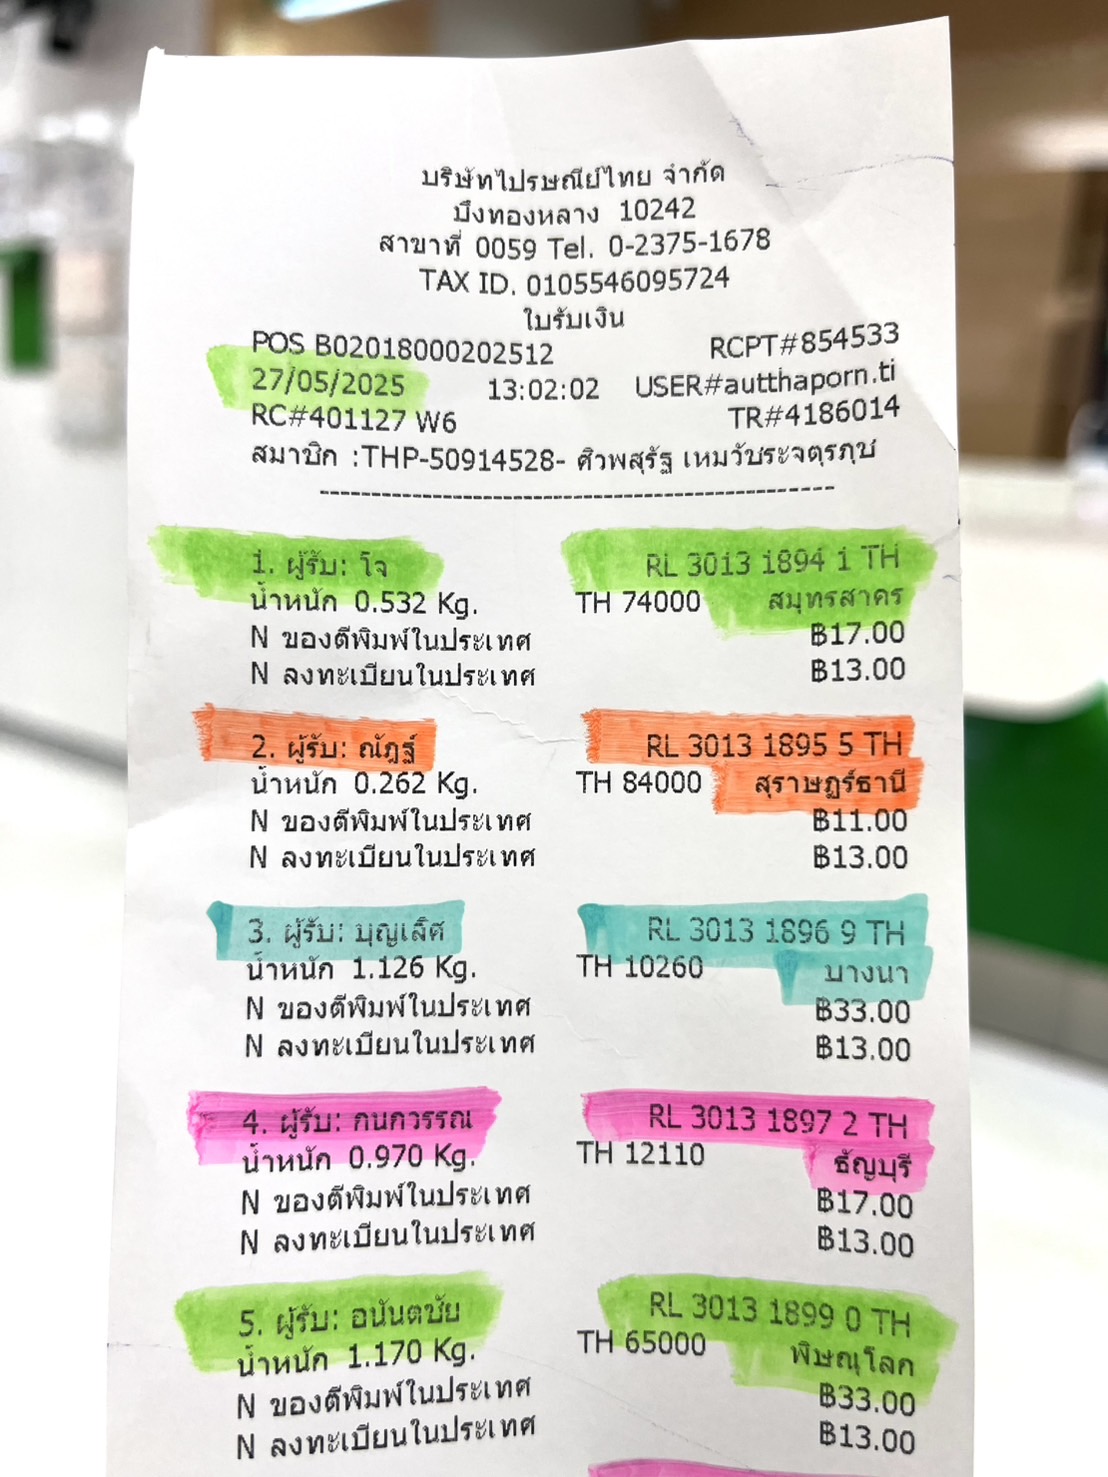 บริษัทไปรษณีย์ไทย จำกัด
บึงทองหลาง 10242
สาขาที่ 0059 Tel. 0-2375-1678
TAX ID. 0105546095724
ใบรับเงิน
POS B02018000202512 RCPT#854533
27/05/2025 13:02:02 USER#autthaporn.ti
RC#401127 W6 TR#4186014
สมาชิก :THP-50914528- ศิวพสุรัฐ เหมวัชระจตุรภุช
--------------------------------------------------
1. ผู้รับ: โจ RL 3013 1894 1 TH
น้ำหนัก 0.532 Kg. TH 74000 สมุทรสาคร
N ของตีพิมพ์ในประเทศ ฿17.00
N ลงทะเบียนในประเทศ ฿13.00
2. ผู้รับ: ณัฎฐ์ RL 3013 1895 5 TH
น้ำหนัก 0.262 Kg. TH 84000 สุราษฎร์ธานี
N ของตีพิมพ์ในประเทศ ฿11.00
N ลงทะเบียนในประเทศ ฿13.00
3. ผู้รับ: บุญเลิศ RL 3013 1896 9 TH
น้ำหนัก 1.126 Kg. TH 10260 บางนา
N ของตีพิมพ์ในประเทศ ฿33.00
N ลงทะเบียนในประเทศ ฿13.00
4. ผู้รับ: กนกวรรณ RL 3013 1897 2 TH
น้ำหนัก 0.970 Kg. TH 12110 ธัญบุรี
N ของตีพิมพ์ในประเทศ ฿17.00
N ลงทะเบียนในประเทศ ฿13.00
5. ผู้รับ: อนันตชัย RL 3013 1899 0 TH
น้ำหนัก 1.170 Kg. TH 65000 พิษณุโลก
N ของตีพิมพ์ในประเทศ ฿33.00
N ลงทะเบียนในประเทศ ฿13.00